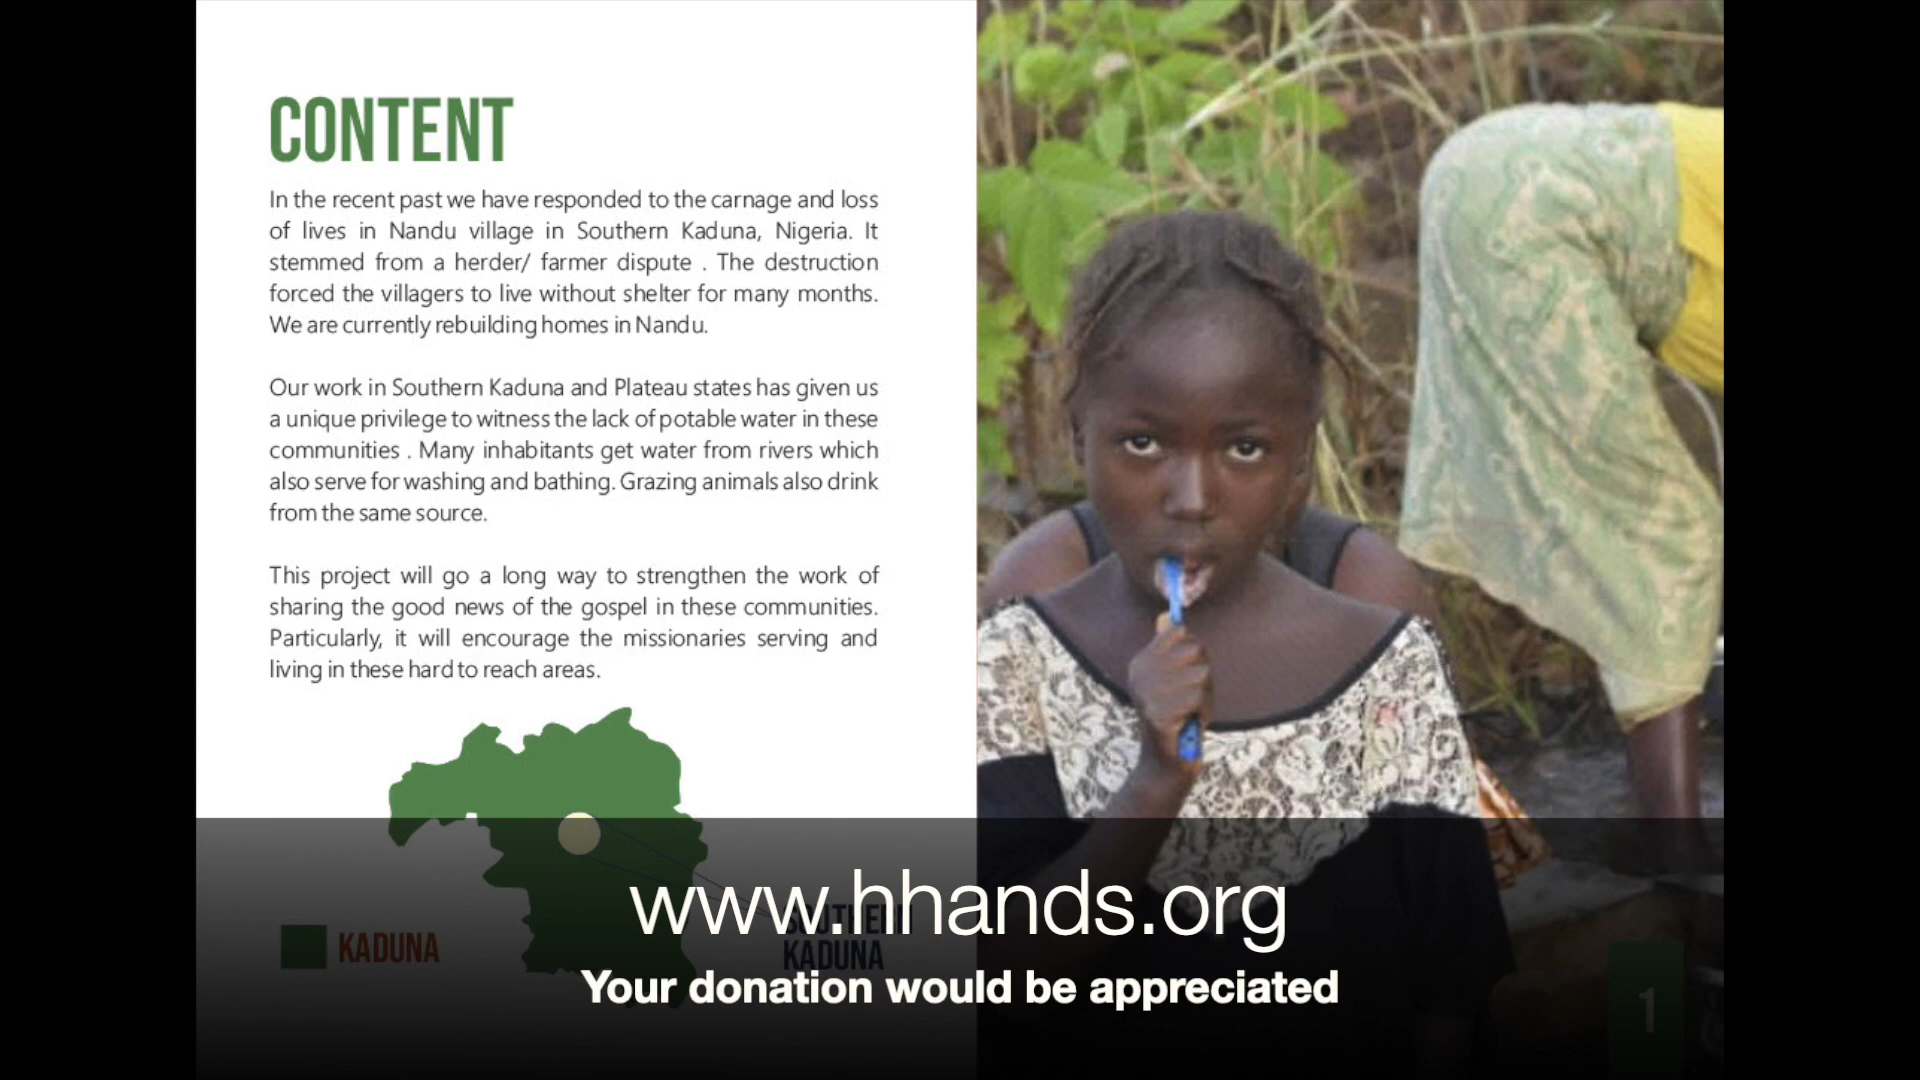 CONTENT
In the recent past we have responded to the carnage and loss
of lives in Nandu village in Southern Kaduna, Nigeria. It
stemmed from a herder/ farmer dispute . The destruction
forced the villagers to live without shelter for many months.
We are currently rebuilding homes in Nandu.
Our work in Southern Kaduna and Plateau states has given us
a unique privilege to witness the lack of potable water in these
communities . Many inhabitants get water from rivers which
also serve for washing and bathing. Grazing animals also drink
from the same source.
This project will go a long way to strengthen the work of
sharing the good news of the gospel in these communities.
Particularly, it will encourage the missionaries serving and
living in these hard to reach areas.
KADUNA
SOUTHERN
KADUNA
www.hhands.org
Your donation would be appreciated
1